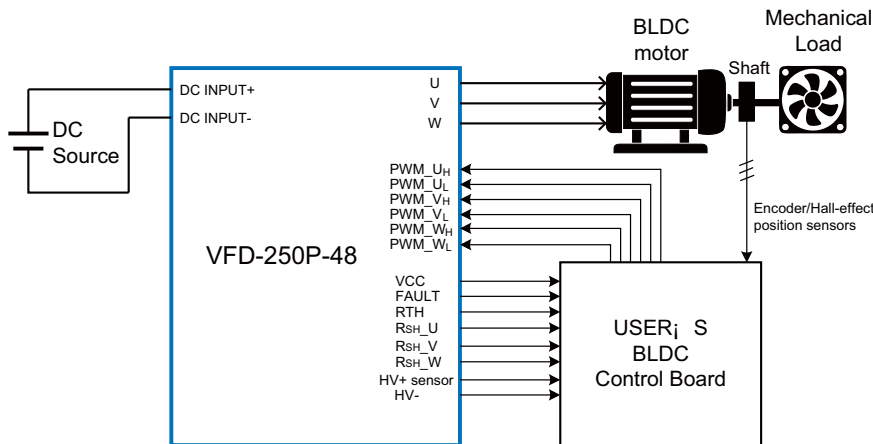 BLDC
motor
Mechanical
Load
Shaft
DC INPUT+
DC INPUT-
DC
Source
U
V
W
PWM_UH
PWM_UL
PWM_VH
PWM_VL
PWM_WH
PWM_WL
Encoder/Hall-effect
position sensors
VFD-250P-48
VCC
FAULT
RTH
RSH_U
RSH_V
RSH_W
HV+ sensor
HV-
USER¡ S
BLDC
Control Board